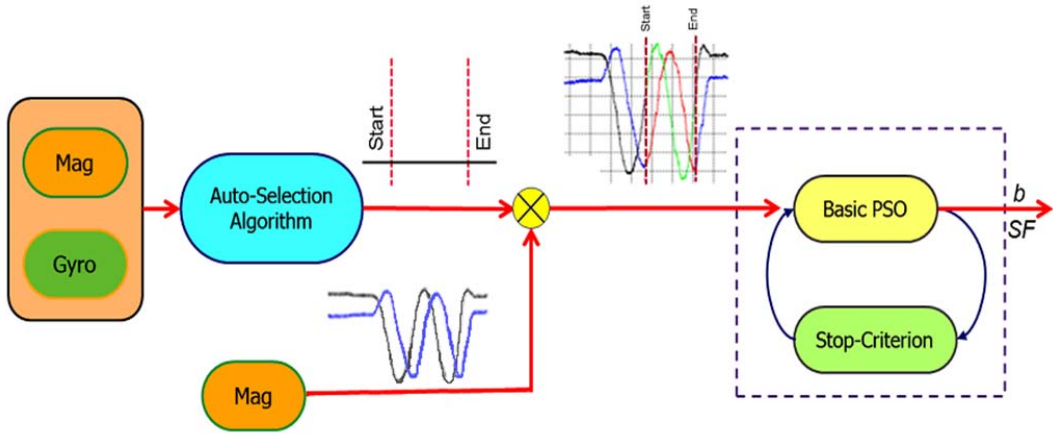 Mag
Gyro
Auto-Selection
Algorithm
Start
End
Mag
Start
End
Basic PSO
Stop-Criterion
b
SF